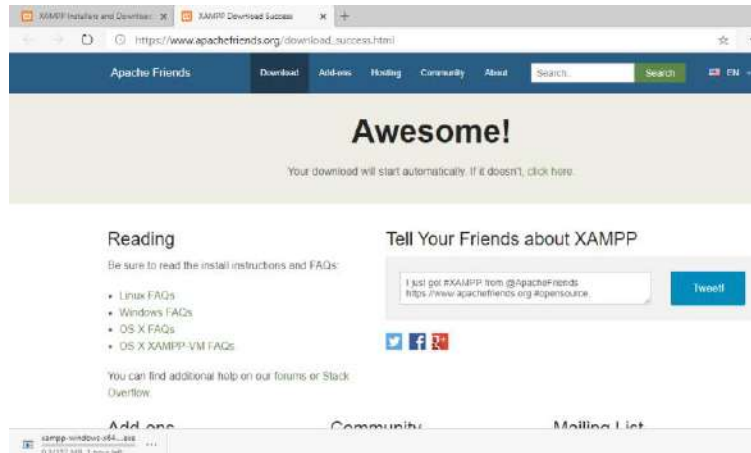 XAMPP Installers and Downloac
XAMPP Download Success
https://www.apachefriends.org/download_success.html
Apache Friends
Download
Add-ons
Hosting
Community
About
Search..
Search
EN
Awesome!
Your download will start automatically. If it doesn't, click here.
Reading
Be sure to read the install instructions and FAQs:
Linux FAQs
Windows FAQs
OS X FAQs
OS X XAMPP-VM FAQs
You can find additional help on our forums or Stack
Overflow.
Tell Your Friends about XAMPP
I just got #XAMPP from @ApacheFriends
https://www.apachefriends.org #opensource
Tweet!
Add-ons
Community
Mailing List
xampp-windows-x64....exe